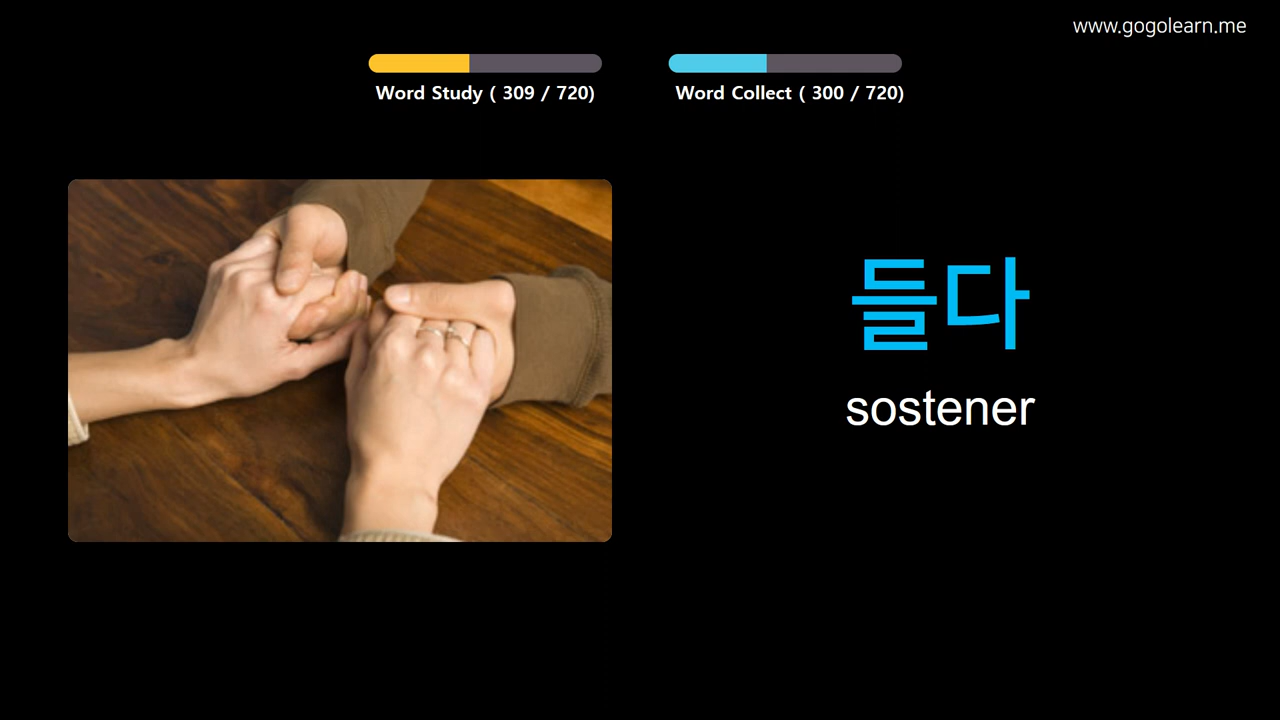 www.gogolearn.me
Word Study ( 309 / 720)
Word Collect ( 300 / 720)
들다
sostener